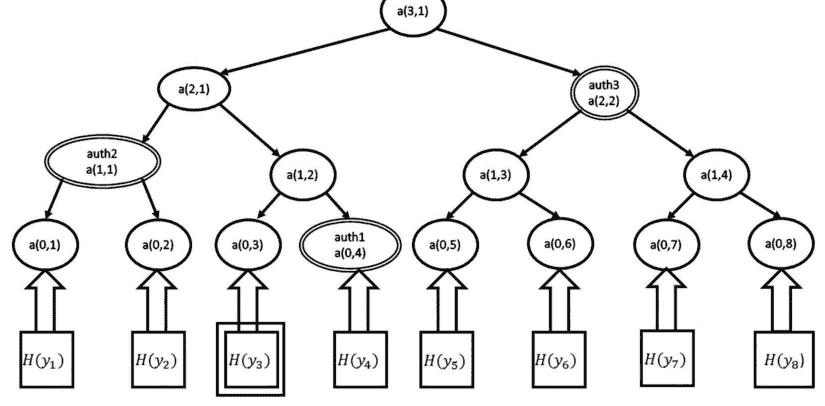 a(3,1)
a(2,1)
auth3
a(2,2)
auth2
a(1,1)
a(1,2)
a(1,3)
a(1,4)
a(0,1)
a(0,2)
a(0,3)
auth1
a(0,4)
a(0,5)
a(0,6)
a(0,7)
a(0,8)
H(y₁)
H(y₂)
H(y₃)
H(y₄)
H(y₅)
H(y₆)
H(y₇)
H(y₈}